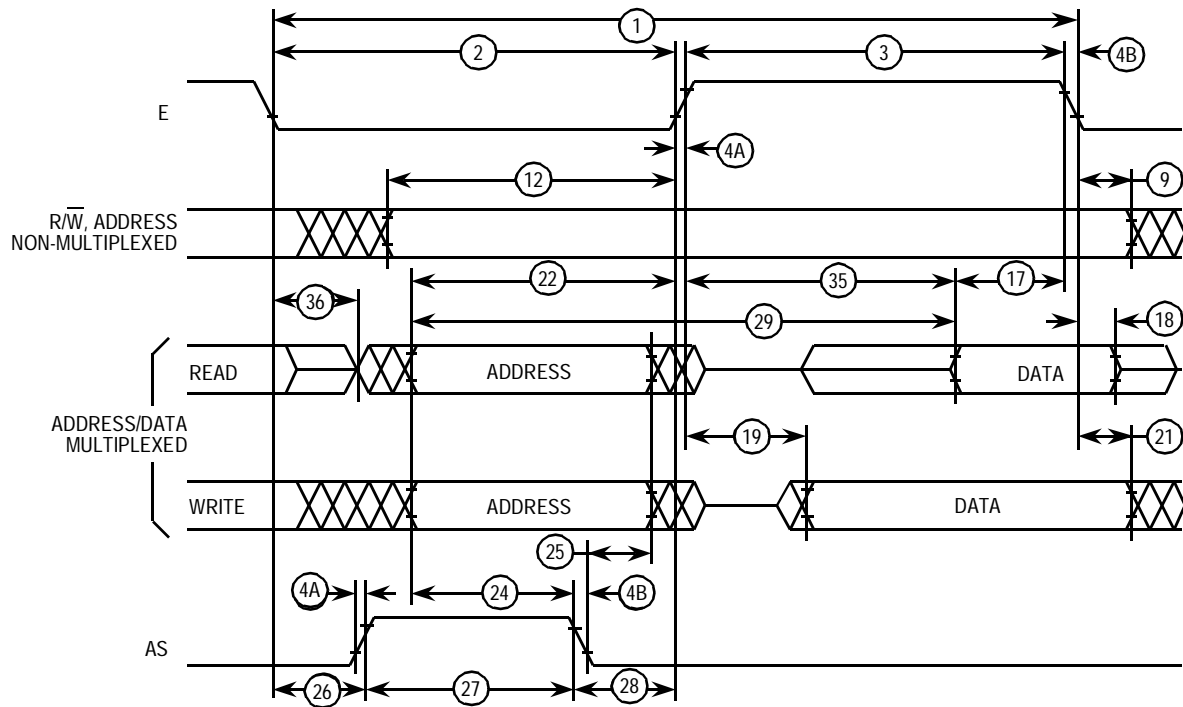 1
2
3
4B
E
4A
12
9
R/W̅, ADDRESS
NON-MULTIPLEXED
22
35
17
36
29
18
READ
ADDRESS
DATA
ADDRESS/DATA
MULTIPLEXED
19
21
WRITE
ADDRESS
DATA
25
4A
24
4B
AS
26
27
28